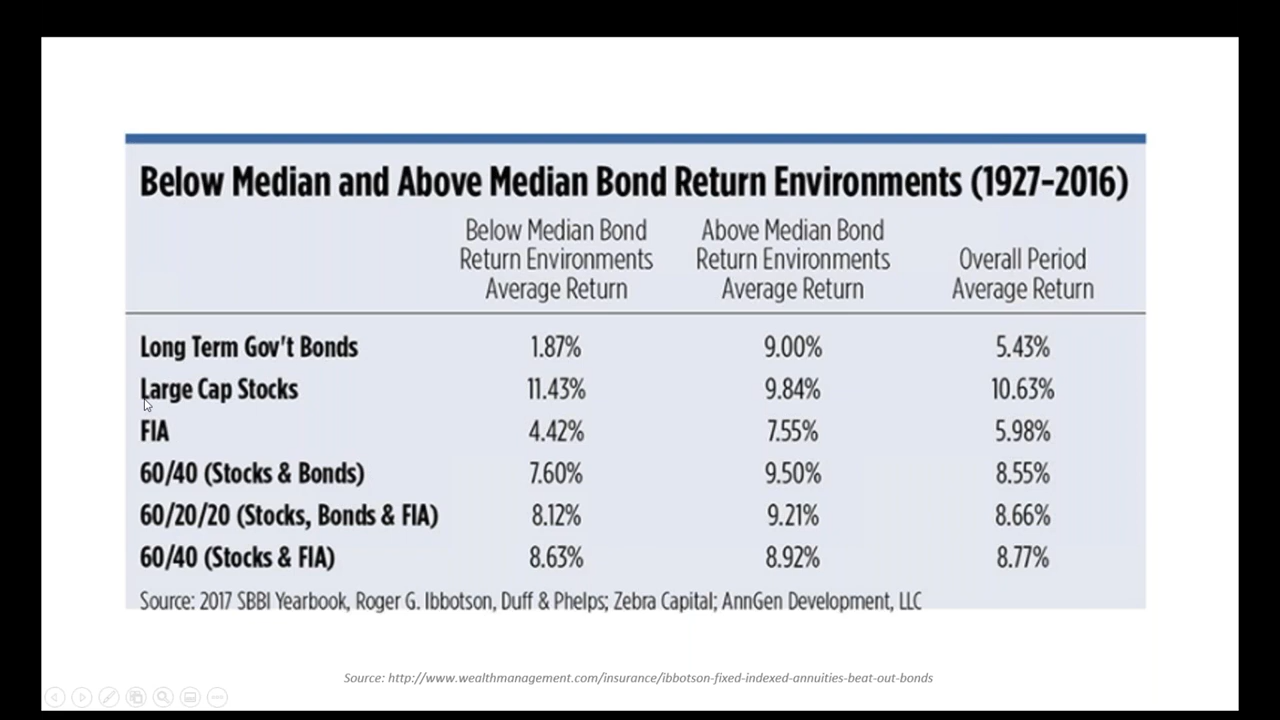 Below Median and Above Median Bond Return Environments (1927–2016)
Below Median Bond Return Environments Average Return
Above Median Bond Return Environments Average Return
Overall Period Average Return
Long Term Gov't Bonds 1.87% 9.00% 5.43%
Large Cap Stocks 11.43% 9.84% 10.63%
FIA 4.42% 7.55% 5.98%
60/40 (Stocks & Bonds) 7.60% 9.50% 8.55%
60/20/20 (Stocks, Bonds & FIA) 8.12% 9.21% 8.66%
60/40 (Stocks & FIA) 8.63% 8.92% 8.77%
Source: 2017 SBBI Yearbook, Roger G. Ibbotson, Duff & Phelps; Zebra Capital; AnnGen Development, LLC
Source: http://www.wealthmanagement.com/insurance/ibbotson-fixed-indexed-annuities-beat-out-bonds